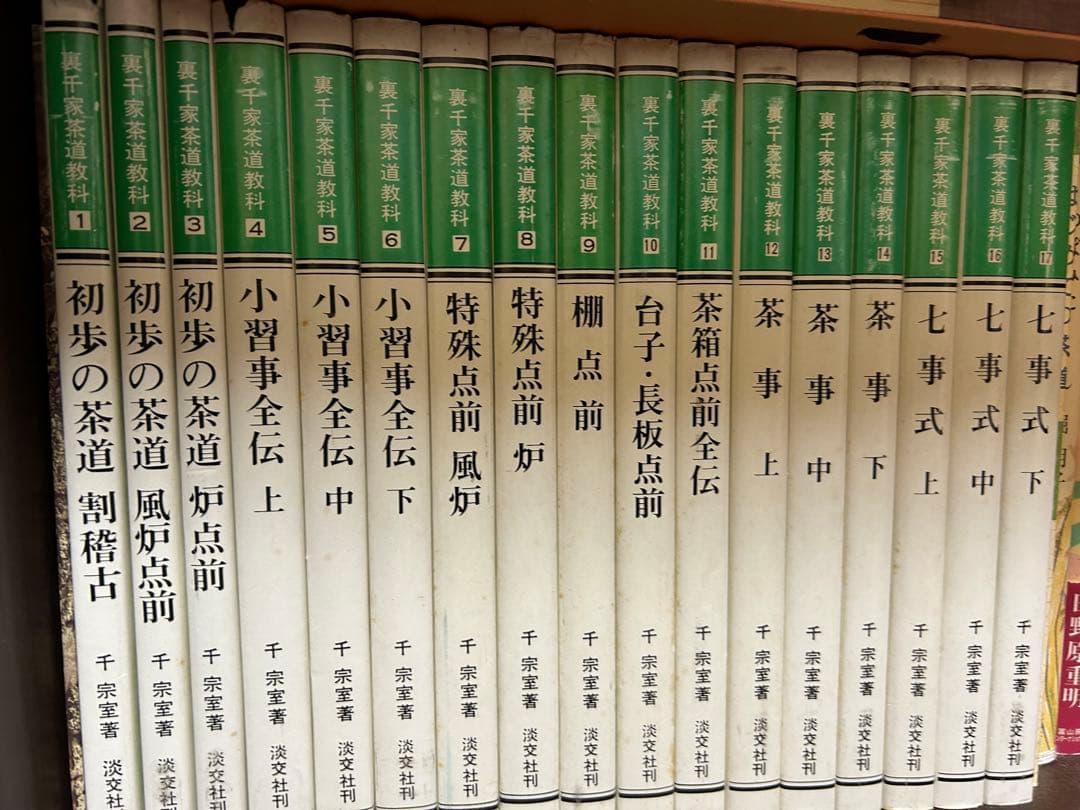 裏千家茶道教科 1
初歩の茶道 割稽古
千 宗室著
淡交社
裏千家茶道教科 2
初歩の茶道 風炉点前
千 宗室著
淡交社
裏千家茶道教科 3
初歩の茶道 炉点前
千 宗室著
淡交社刊
裏千家茶道教科 4
小習事全伝 上
千 宗室著
淡交社刊
裏千家茶道教科 5
小習事全伝 中
千 宗室著
淡交社刊
裏千家茶道教科 6
小習事全伝 下
千 宗室著
淡交社刊
裏千家茶道教科 7
特殊点前 風炉
千 宗室著
淡交社刊
裏千家茶道教科 8
特殊点前 炉
千 宗室著
淡交社刊
裏千家茶道教科 9
棚点前
千 宗室著
淡交社刊
裏千家茶道教科 10
台子・長板点前
千 宗室著
淡交社刊
裏千家茶道教科 11
茶箱点前全伝
千 宗室著
淡交社刊
裏千家茶道教科 12
茶事 上
千 宗室著
淡交社刊
裏千家茶道教科 13
茶事 中
千 宗室著
淡交社刊
裏千家茶道教科 14
茶事 下
千 宗室著
淡交社刊
裏千家茶道教科 15
七事式 上
千 宗室著
淡交社刊
裏千家茶道教科 16
七事式 中
千 宗室著
淡交社刊
裏千家茶道教科 17
七事式 下
千 宗室著
淡交社刊
茶道
日野原重明